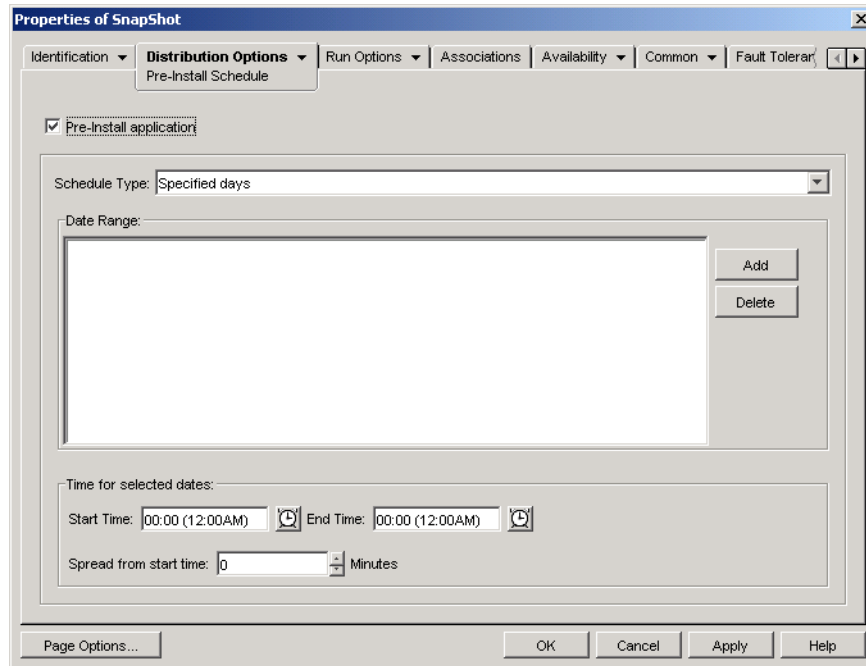 Properties of SnapShot
Identification Distribution Options Run Options Associations Availability Common Fault Toleran
Pre-Install Schedule
Pre-Install application
Schedule Type: Specified days
Date Range:
Add
Delete
Time for selected dates:
Start Time: 00:00 (12:00AM) End Time: 00:00 (12:00AM)
Spread from start time: 0 Minutes
Page Options... OK Cancel Apply Help